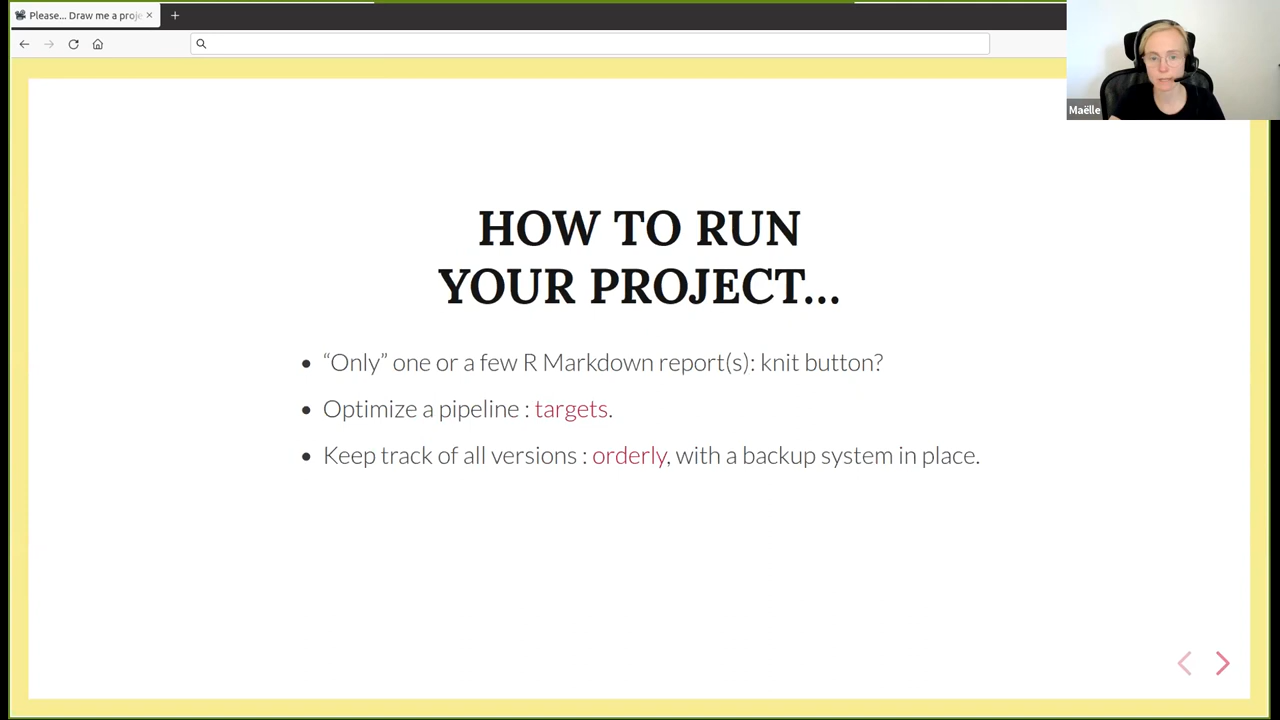 Please... Draw me a proje
Maëlle
HOW TO RUN
YOUR PROJECT...
“Only” one or a few R Markdown report(s): knit button?
Optimize a pipeline : targets.
Keep track of all versions : orderly, with a backup system in place.